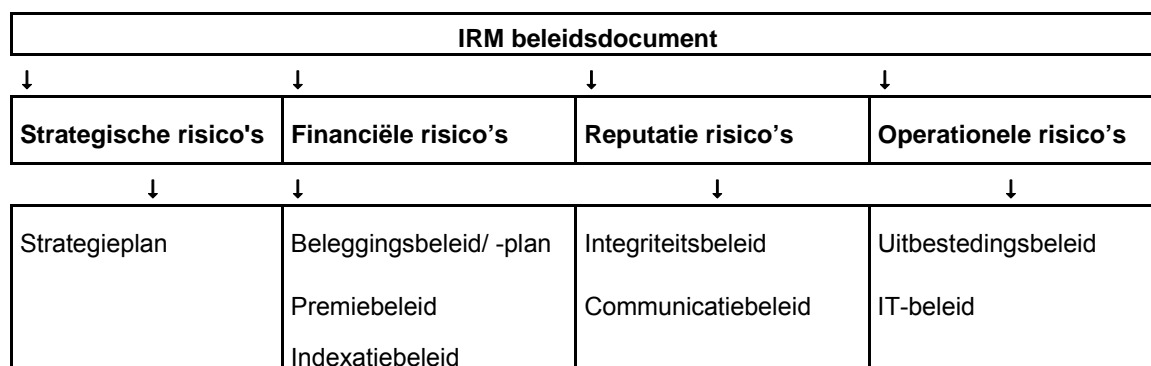 IRM beleidsdocument
↓ ↓ ↓ ↓
Strategische risico's Financiële risico’s Reputatie risico’s Operationele risico’s
↓ ↓ ↓ ↓
Strategieplan Beleggingsbeleid/ -plan Integriteitsbeleid Uitbestedingsbeleid
Premiebeleid Communicatiebeleid IT-beleid
Indexatiebeleid